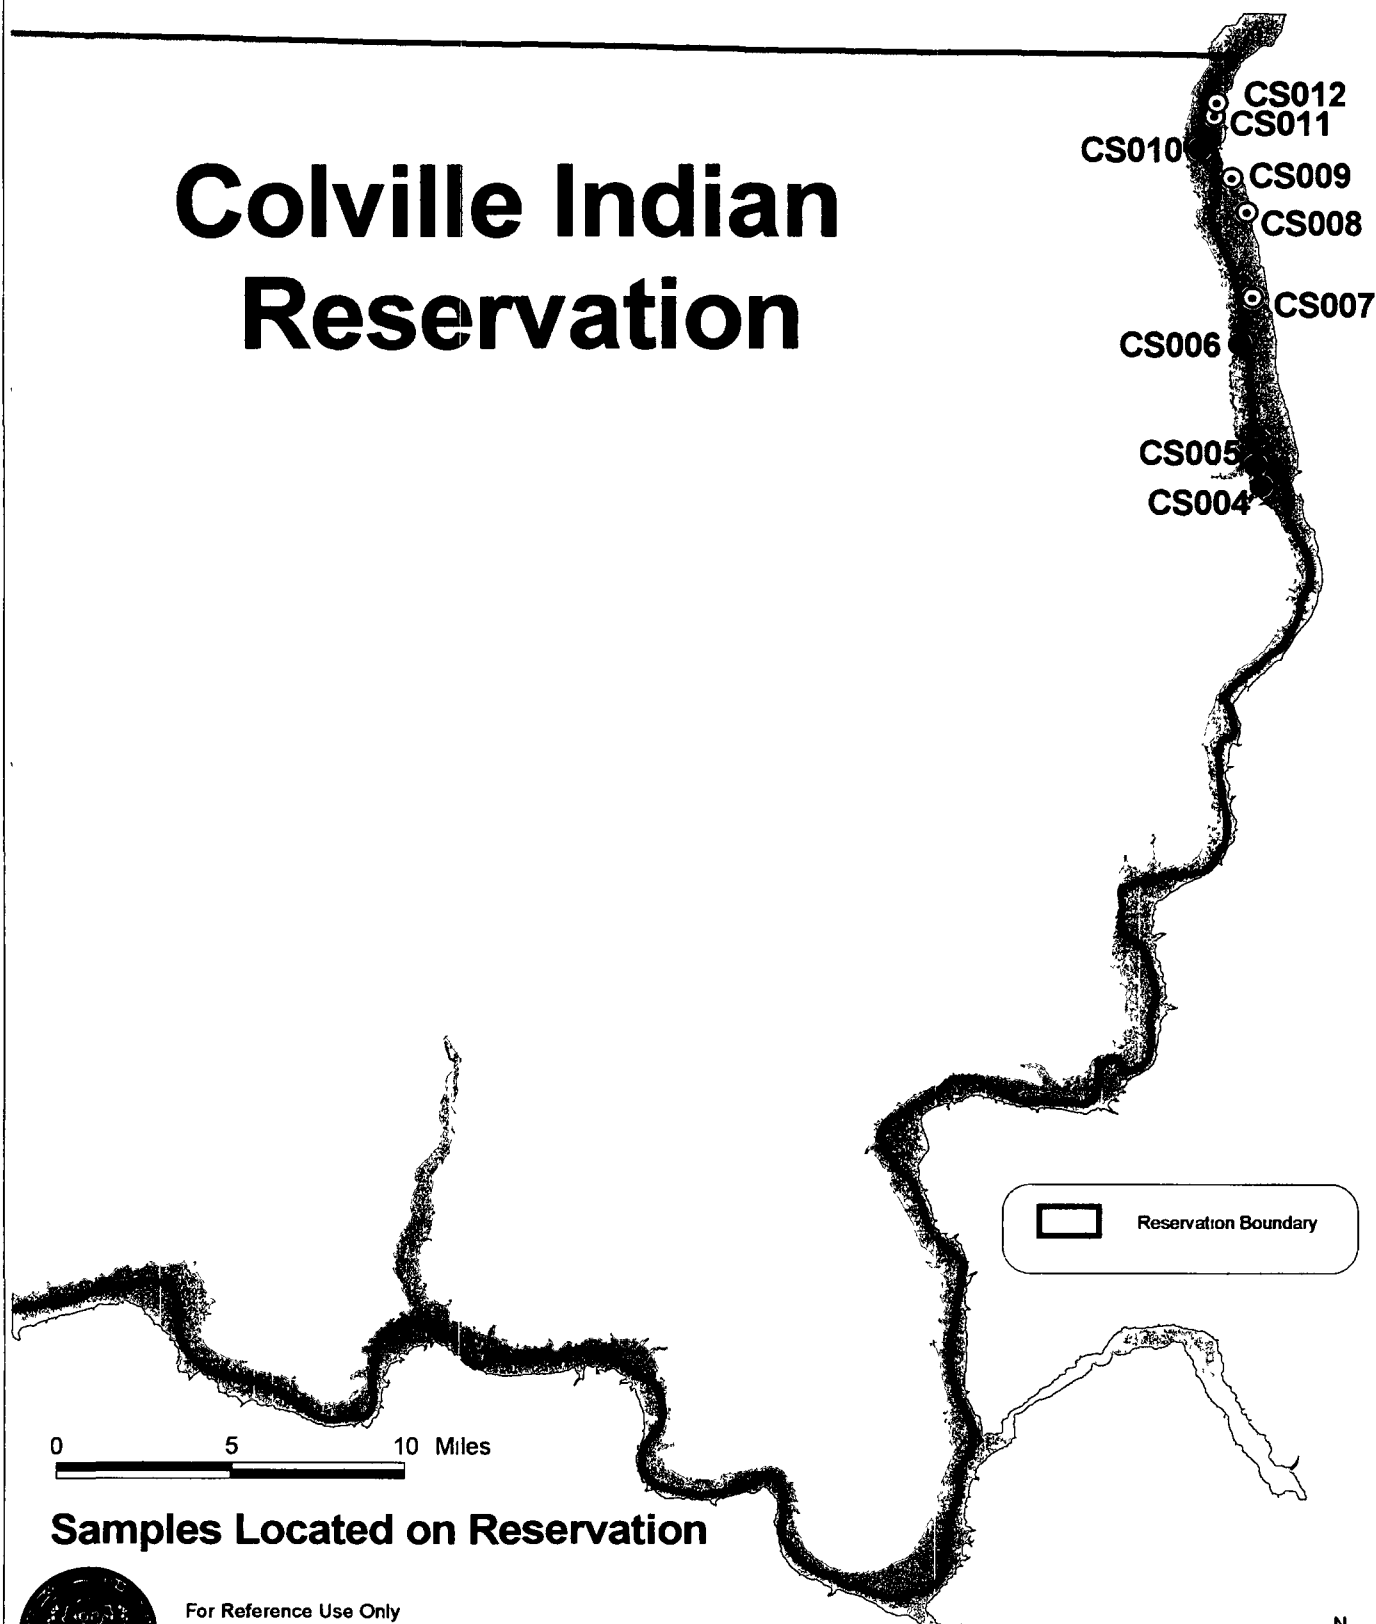 CS012
CS011
CS010
CS009
CS008
CS007
CS006
CS005
CS004
Colville Indian
Reservation
Reservation Boundary
0 5 10 Miles
Samples Located on Reservation
For Reference Use Only
N